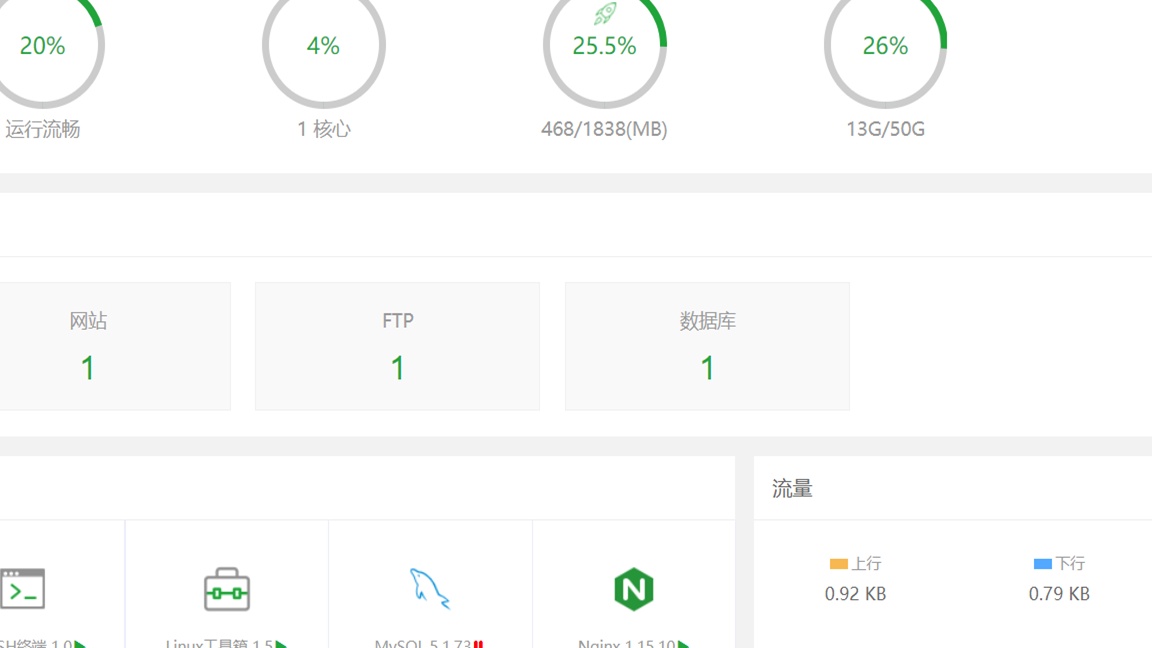 20%
4%
25.5%
26%
运行流畅
1 核心
468/1838(MB)
13G/50G
网站
FTP
数据库
1
1
1
流量
上行
下行
0.92 KB
0.79 KB
SH终端 1.0
Linux工具箱 1.5
MySQL 5.1.73
Nginx 1.15.10